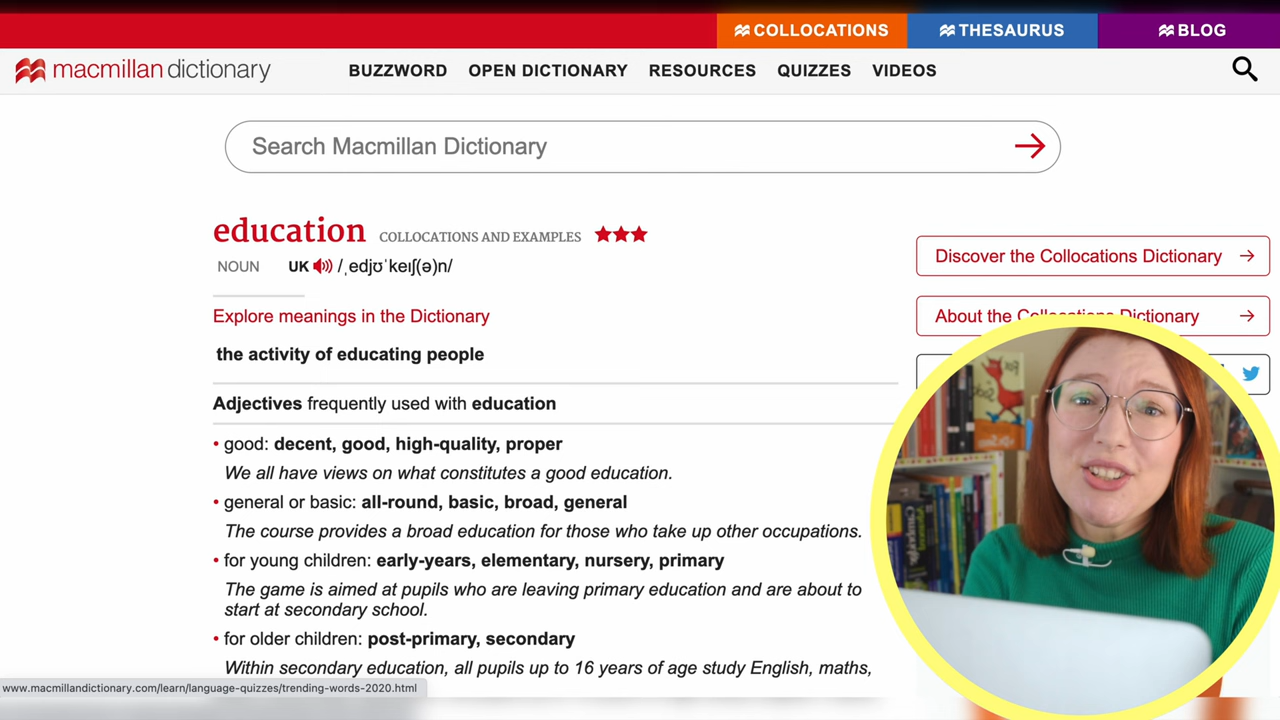 COLLOCATIONS
THESAURUS
BLOG
macmillan dictionary
BUZZWORD
OPEN DICTIONARY
RESOURCES
QUIZZES
VIDEOS
Search Macmillan Dictionary
education COLLOCATIONS AND EXAMPLES
NOUN UK /ˌedjʊˈkeɪʃ(ə)n/
Explore meanings in the Dictionary
the activity of educating people
Adjectives frequently used with education
• good: decent, good, high-quality, proper
We all have views on what constitutes a good education.
• general or basic: all-round, basic, broad, general
The course provides a broad education for those who take up other occupations.
• for young children: early-years, elementary, nursery, primary
The game is aimed at pupils who are leaving primary education and are about to
start at secondary school.
• for older children: post-primary, secondary
Within secondary education, all pupils up to 16 years of age study English, maths,
www.macmillandictionary.com/learn/language-quizzes/trending-words-2020.html
Discover the Collocations Dictionary
About the Collocations Dictionary